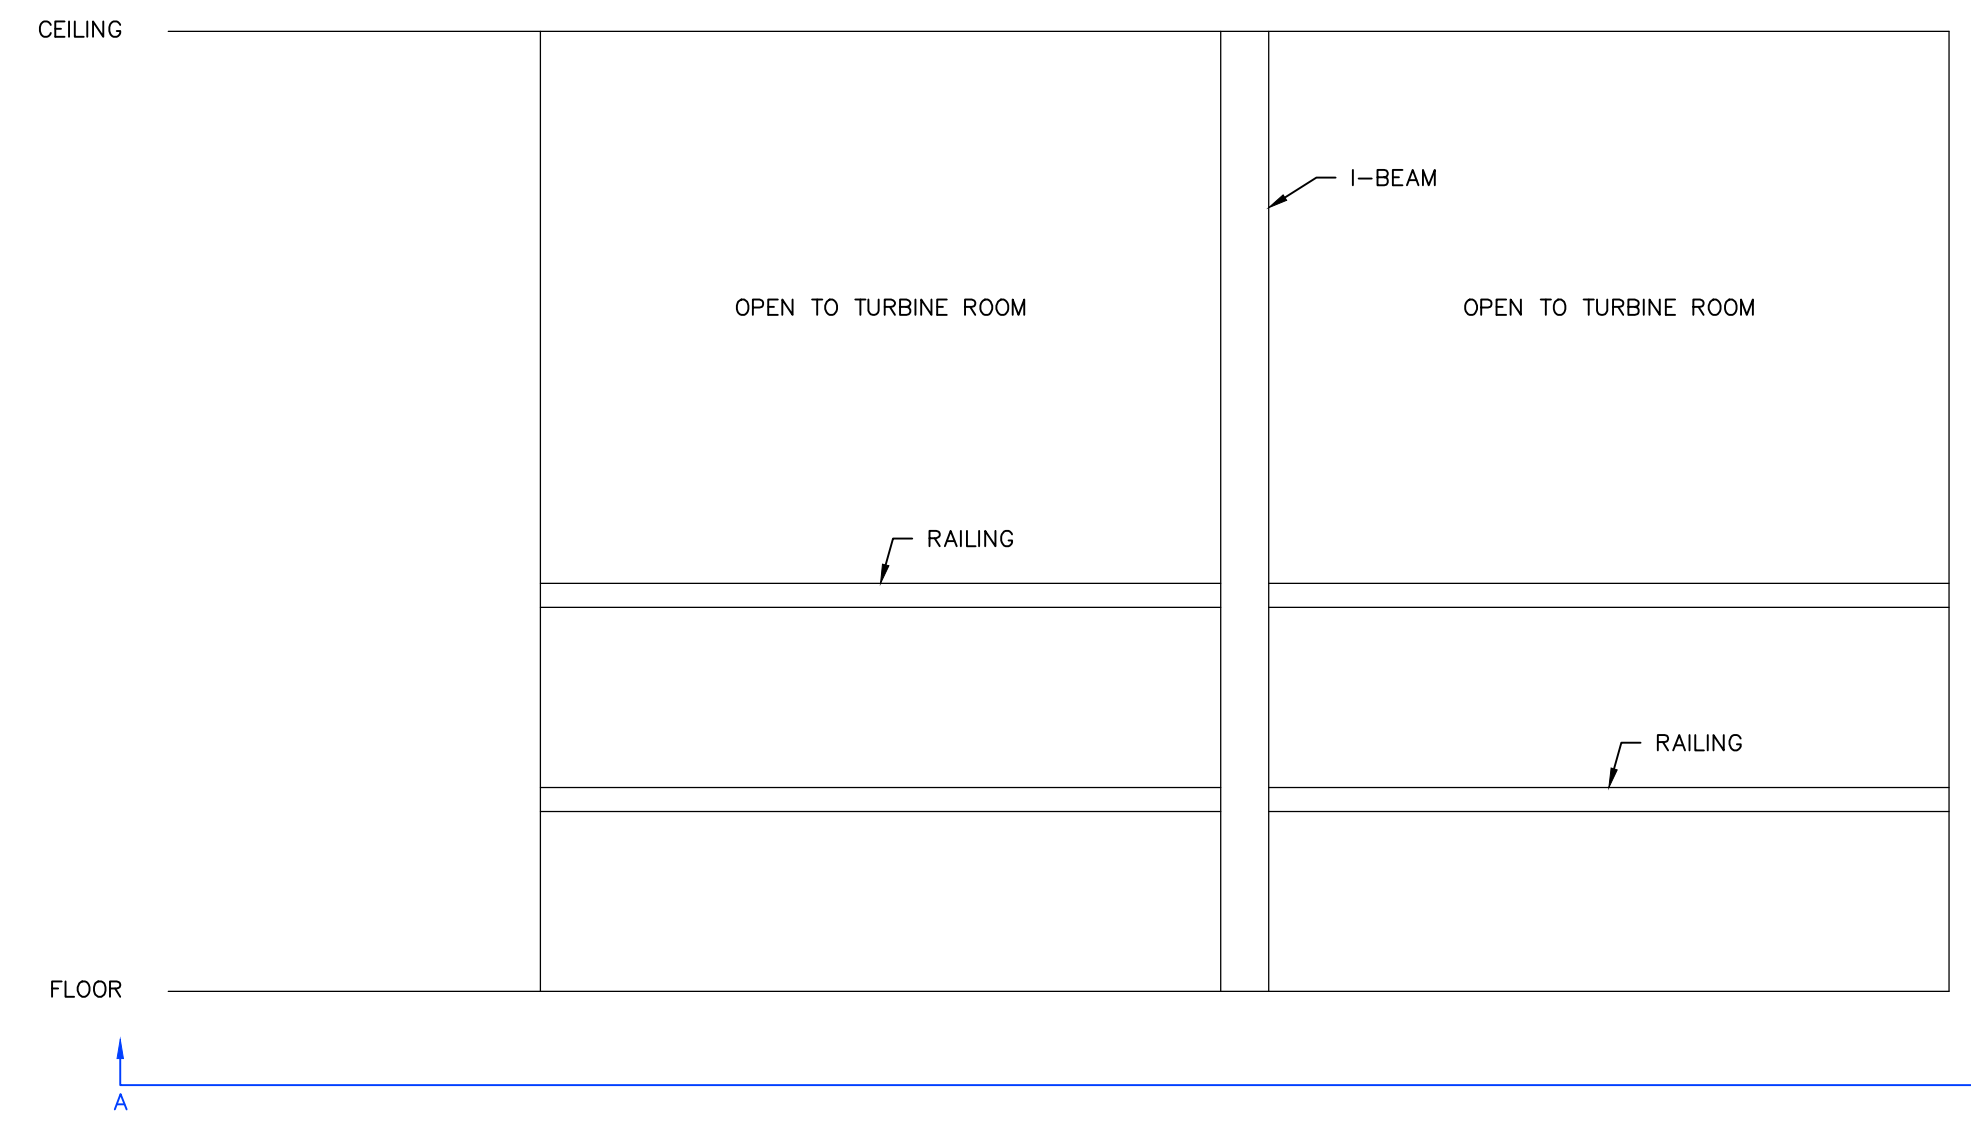 CEILING
I-BEAM
OPEN TO TURBINE ROOM
OPEN TO TURBINE ROOM
RAILING
RAILING
FLOOR
A